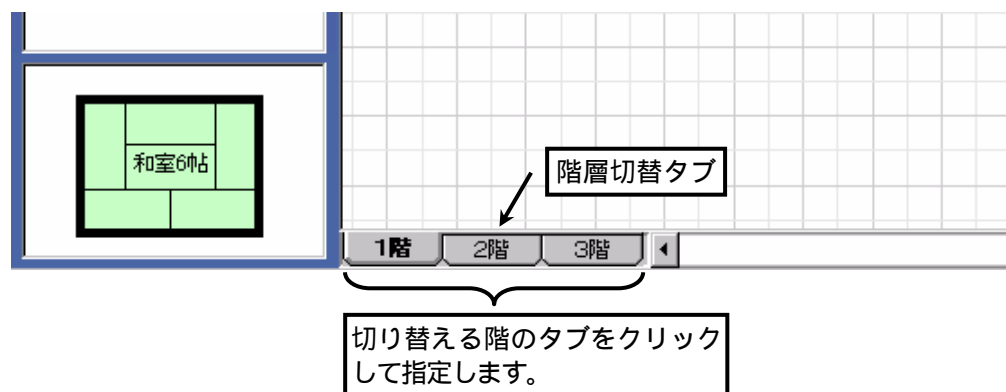 和室6帖
階層切替タブ
1階 2階 3階
切り替える階のタブをクリック
して指定します。